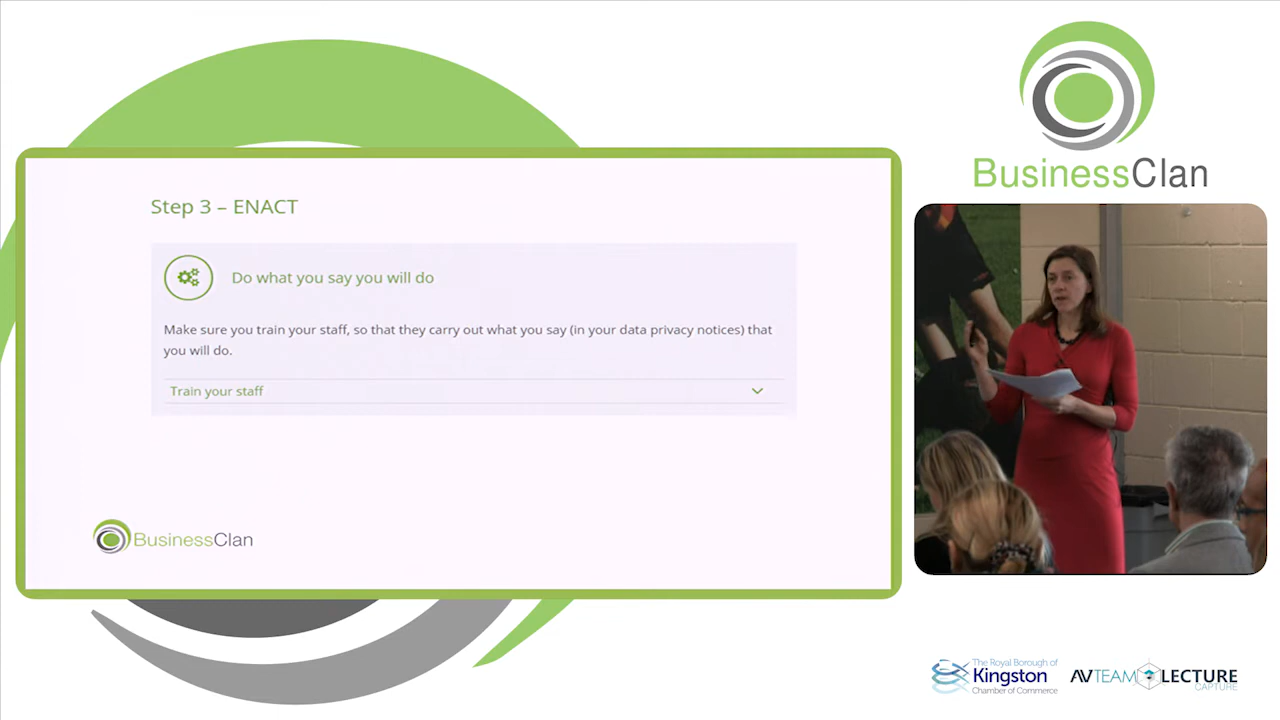 Step 3 – ENACT
Do what you say you will do
Make sure you train your staff, so that they carry out what you say (in your data privacy notices) that
you will do.
Train your staff
BusinessClan
BusinessClan
The Royal Borough of
Kingston
Chamber of Commerce
AVTEAM LECTURE
CAPTURE